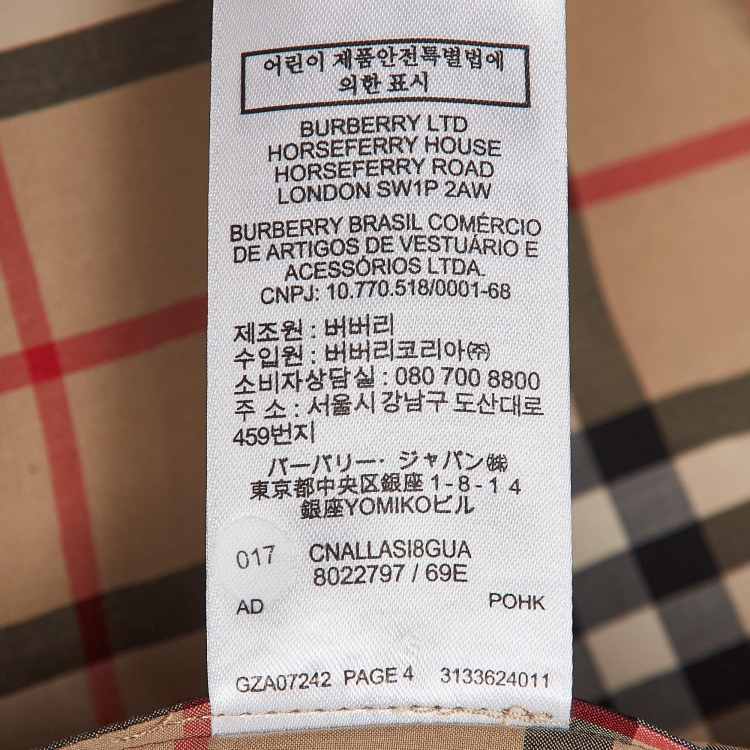 어린이 제품안전특별법에
의한 표시
BURBERRY LTD
HORSEFERRY HOUSE
HORSEFERRY ROAD
LONDON SW1P 2AW
BURBERRY BRASIL COMÉRCIO
DE ARTIGOS DE VESTUÁRIO E
ACESSÓRIOS LTDA.
CNPJ: 10.770.518/0001-68
제조원 : 버버리
수입원 : 버버리코리아㈜
소비자상담실 : 080 700 8800
주 소 : 서울시 강남구 도산대로
459번지
バーバリー・ジャパン㈱
東京都中央区銀座 1-8-1 4
銀座YOMIKOビル
017 CNALLASI8GUA
8022797 / 69E
AD POHK
GZA07242 PAGE 4 3133624011